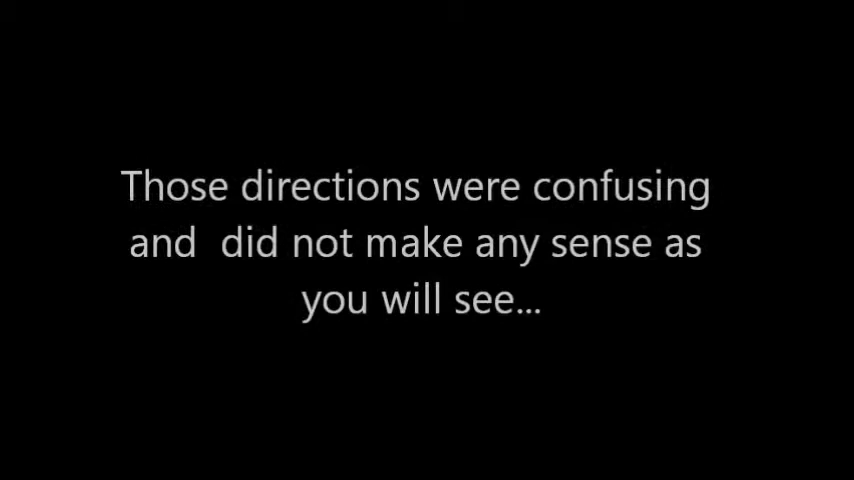 Those directions were confusing
and  did not make any sense as
you will see...